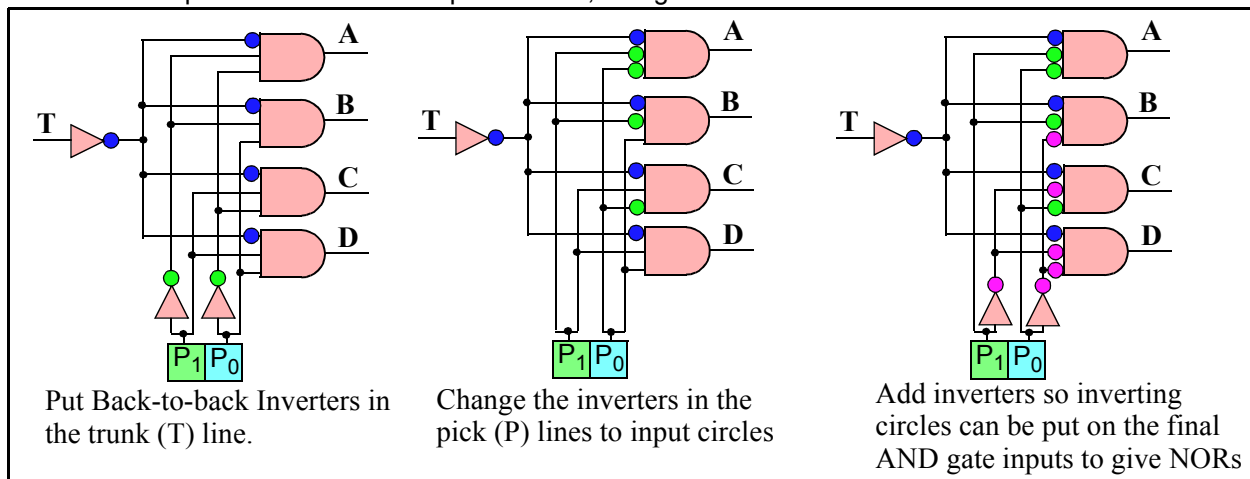 A
B
T
C
D
P1 P0
Put Back-to-back Inverters in
the trunk (T) line.
A
B
T
C
D
P1 P0
Change the inverters in the
pick (P) lines to input circles
A
B
T
C
D
P1 P0
Add inverters so inverting
circles can be put on the final
AND gate inputs to give NORs